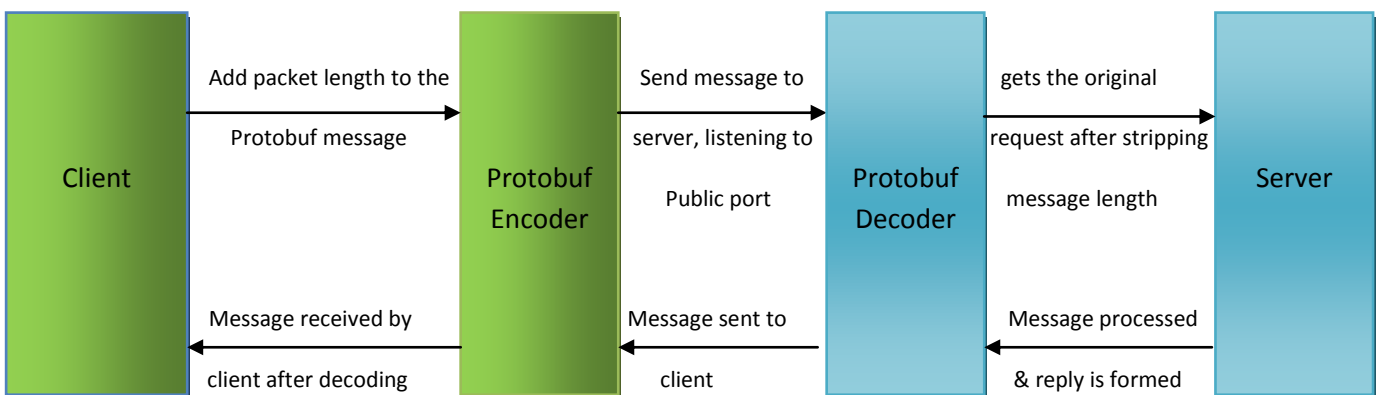 Add packet length to the
Protobuf message
Send message to
server, listening to
Public port
gets the original
request after stripping
message length
Client
Protobuf
Encoder
Protobuf
Decoder
Server
Message received by
client after decoding
Message sent to
client
Message processed
& reply is formed